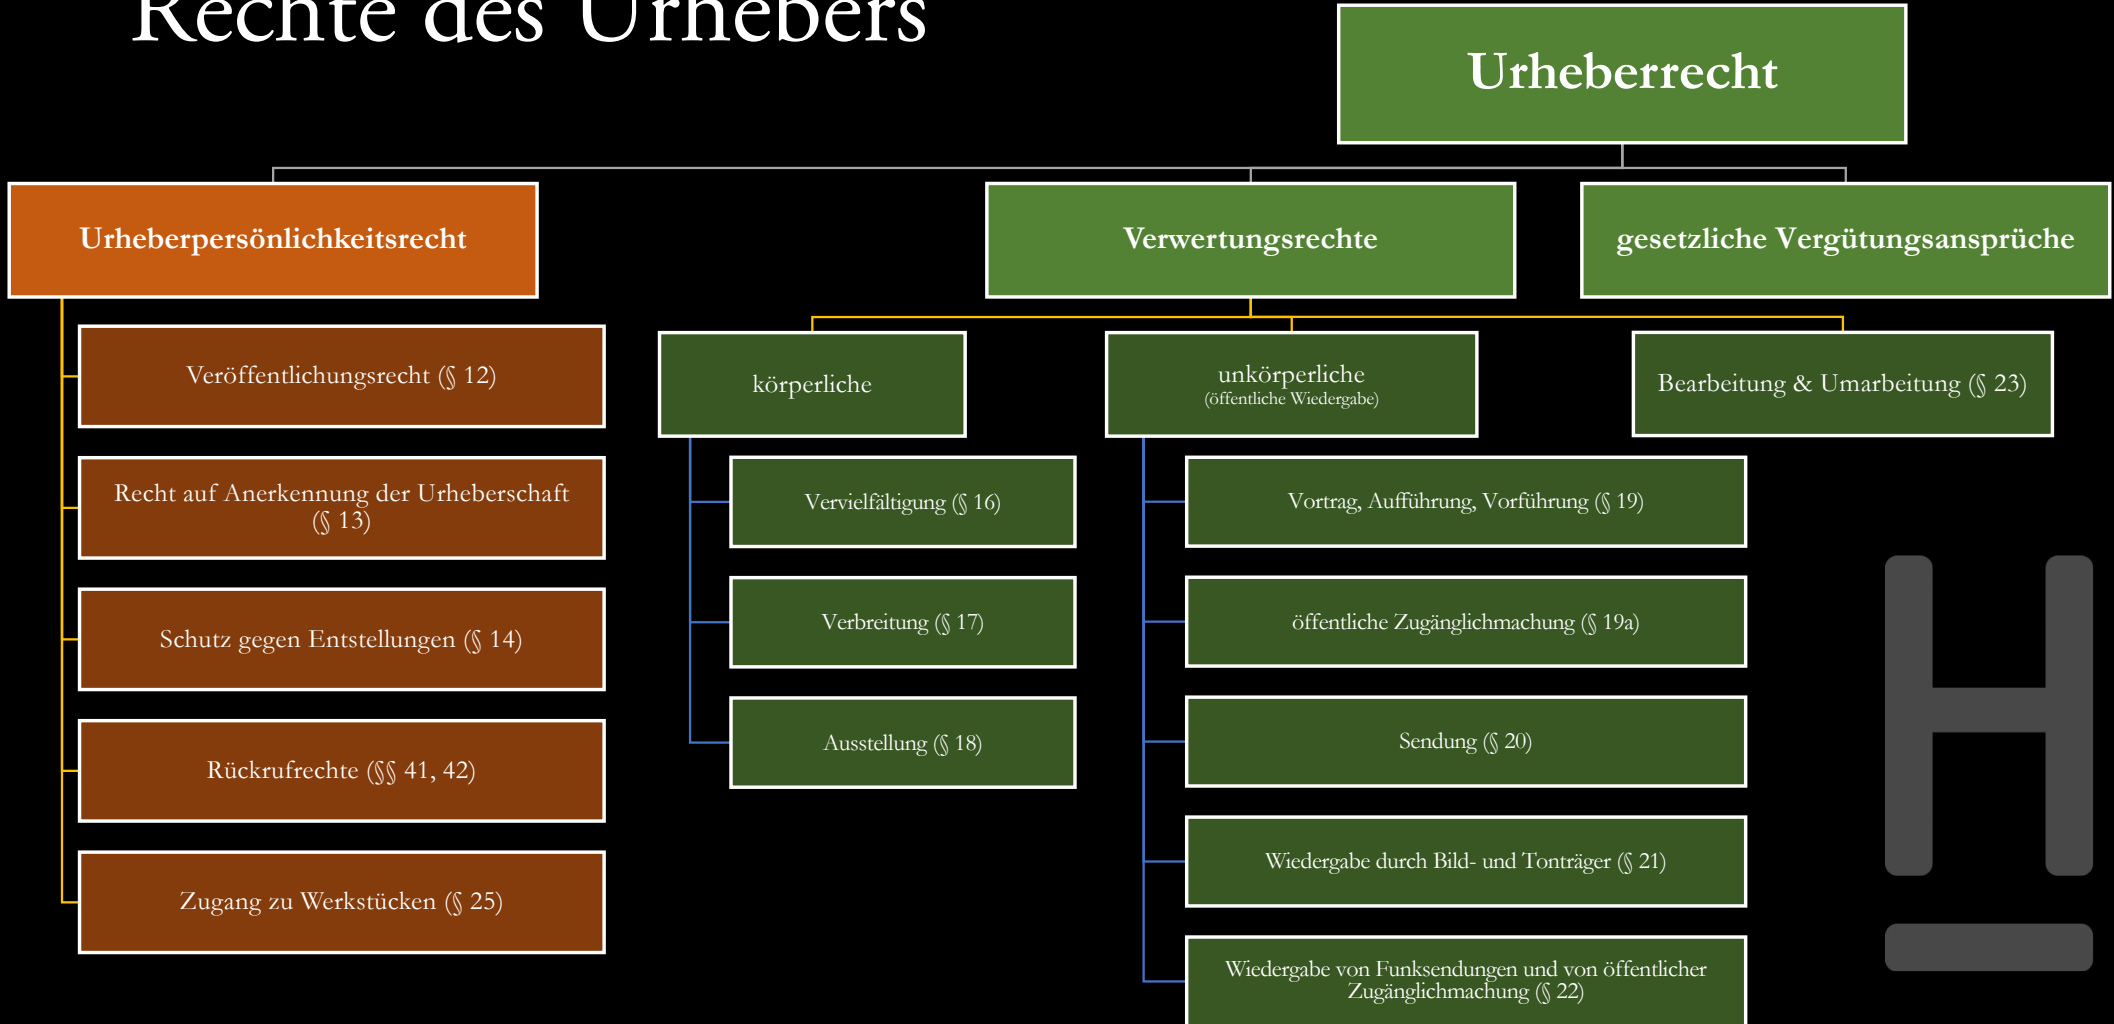 Rechte des Urhebers
Urheberrecht
Urheberpersönlichkeitsrecht
Verwertungsrechte
gesetzliche Vergütungsansprüche
Veröffentlichungsrecht (§ 12)
Recht auf Anerkennung der Urheberschaft
(§ 13)
Schutz gegen Entstellungen (§ 14)
Rückrufrechte (§§ 41, 42)
Zugang zu Werkstücken (§ 25)
körperliche
Vervielfältigung (§ 16)
Verbreitung (§ 17)
Ausstellung (§ 18)
unkörperliche
(öffentliche Wiedergabe)
Vortrag, Aufführung, Vorführung (§ 19)
öffentliche Zugänglichmachung (§ 19a)
Sendung (§ 20)
Wiedergabe durch Bild- und Tonträger (§ 21)
Wiedergabe von Funksendungen und von öffentlicher
Zugänglichmachung (§ 22)
Bearbeitung & Umarbeitung (§ 23)
H